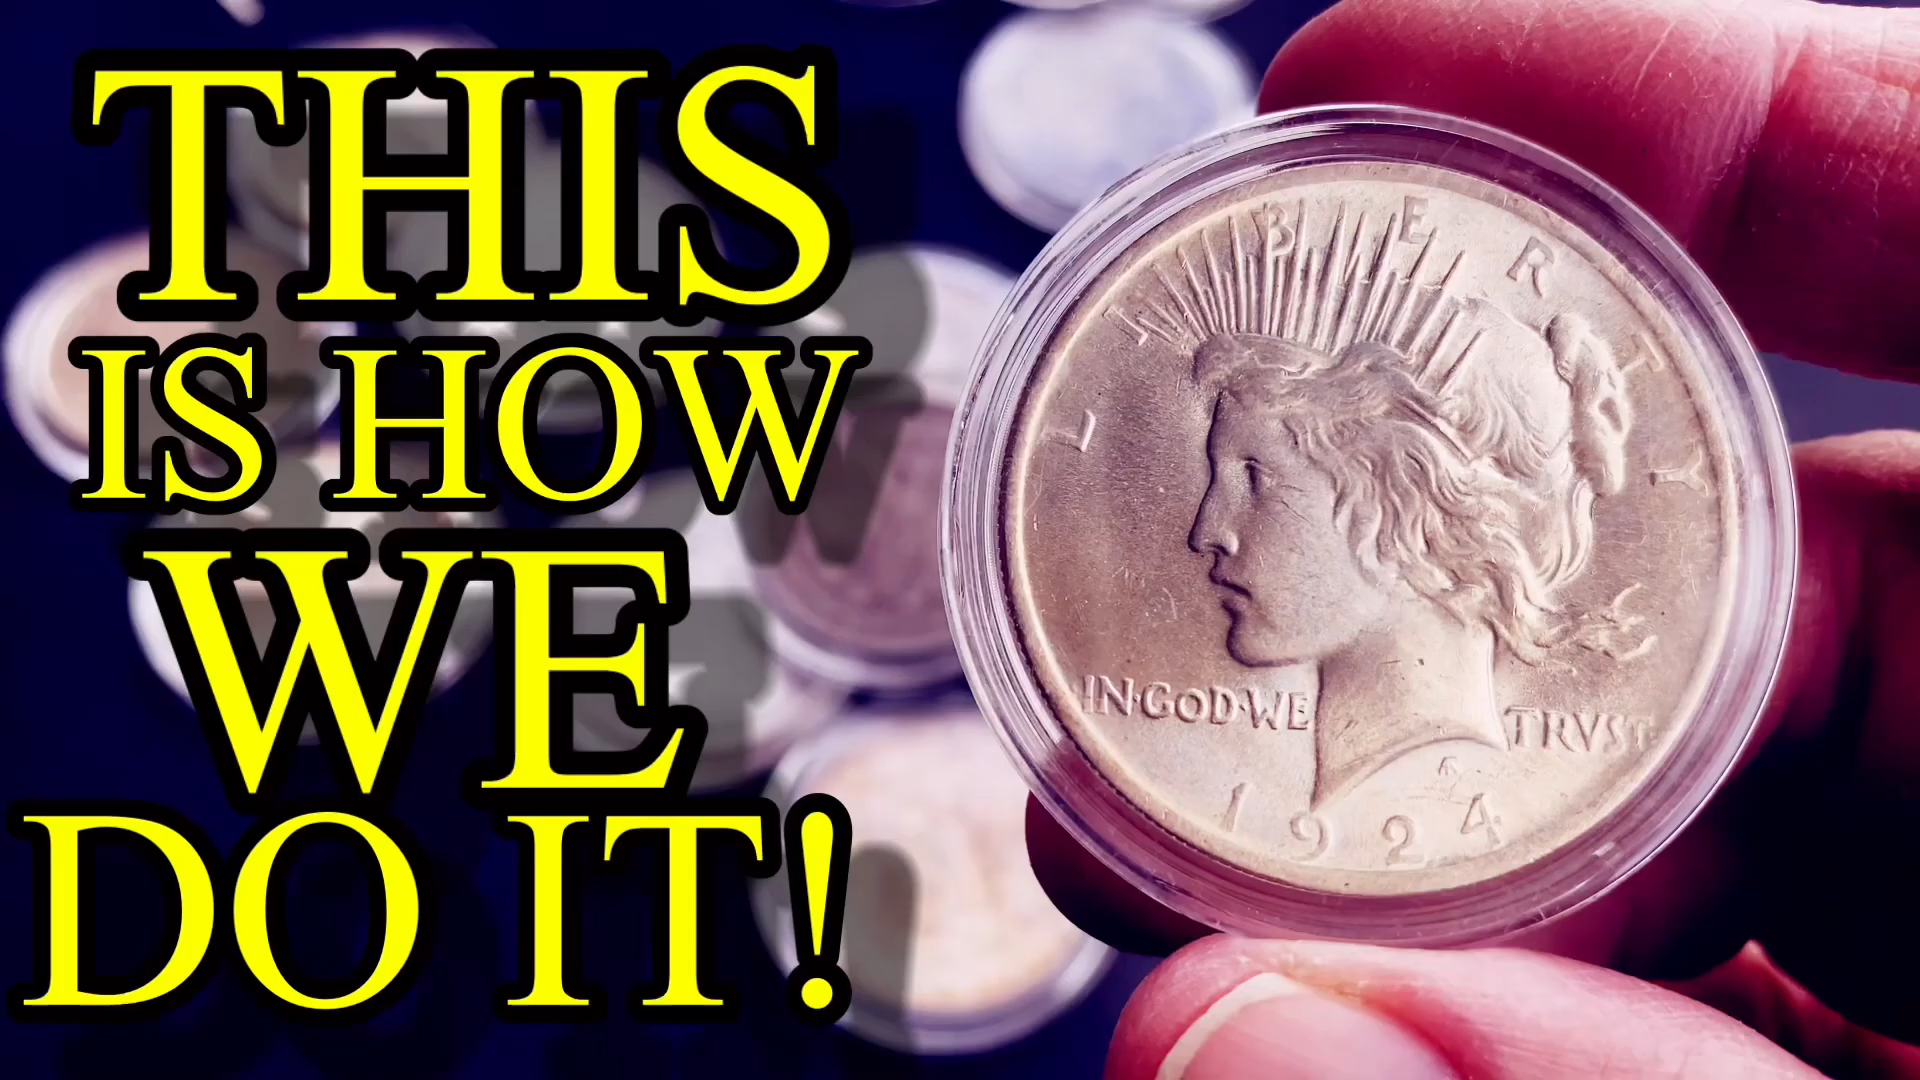 THIS
IS HOW
WE
DO IT!
LIBERTY
IN·GOD·WE TRVST
1924